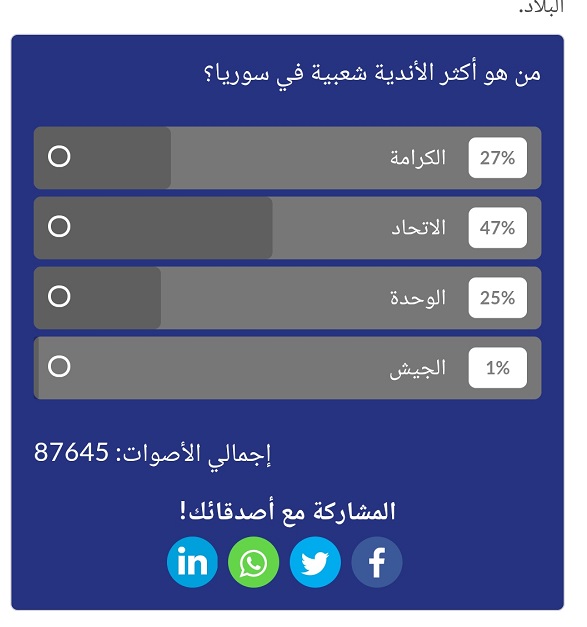 البلاد.
من هو أكثر الأندية شعبية في سوريا؟
27% الكرامة
47% الاتحاد
25% الوحدة
1% الجيش
إجمالي الأصوات: 87645
المشاركة مع أصدقائك!